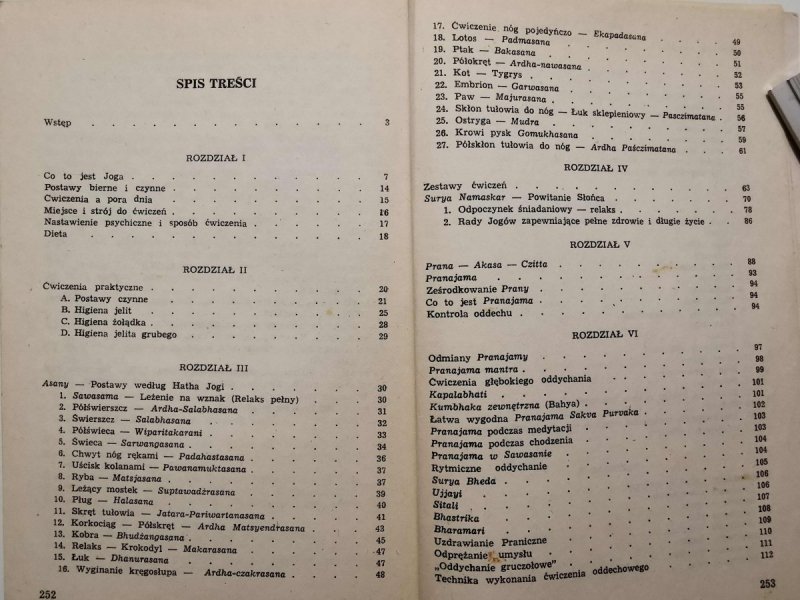 SPIS TREŚCI
Wstęp . . . . . . . . . . . 3
ROZDZIAŁ I
Co to jest Joga . . . . . . . . . . 7
Postawy bierne i czynne . . . . . . . . 14
Ćwiczenia a pora dnia . . . . . . . . 15
Miejsce i strój do ćwiczeń . . . . . . . . 16
Nastawienie psychiczne i sposób ćwiczenia . . . . . 17
Dieta . . . . . . . . . . . 18
ROZDZIAŁ II
Ćwiczenia praktyczne . . . . . . . . . 20
A. Postawy czynne . . . . . . . . 21
B. Higiena jelit . . . . . . . . . 25
C. Higiena żołądka . . . . . . . . 28
D. Higiena jelita grubego . . . . . . . 29
ROZDZIAŁ III
Asany — Postawy według Hatha Jogi . . . . . . 30
1. Sawasama — Leżenie na wznak (Relaks pełny) . . . 30
2. Półświerszcz — Ardha-Salabhasana . . . . . 31
3. Świerszcz — Salabhasana . . . . . . 32
4. Półświeca — Wiparitakarani . . . . . . 33
5. Świeca — Sarwangasana . . . . . . . 34
6. Chwyt nóg rękami — Padahastasana . . . . . 36
7. Uścisk kolanami — Pawanamuktasana . . . . . 37
8. Ryba — Matsjasana . . . . . . . 37
9. Leżący mostek — Suptawadżrasana . . . . . 39
10. Pług — Halasana . . . . . . . . 40
11. Skręt tułowia — Jatara-Pariwartanasana . . . . 41
12. Korkociąg — Półskręt — Ardha Matsyendrasana . . . 43
13. Kobra — Bhudżangasana . . . . . . . 45
14. Relaks — Krokodyl — Makarasana . . . . . 47
15. Łuk — Dhanurasana . . . . . . . 47
16. Wyginanie kręgosłupa — Ardha-czakrasana . . . . 48
252
17. Ćwiczenie nóg pojedyńczo — Ekapadasana . . . . 49
18. Lotos — Padmasana . . . . . . . 50
19. Ptak — Bakasana . . . . . . . . 51
20. Półokręt — Ardha-nawasana . . . . . . 52
21. Kot — Tygrys . . . . . . . . 53
22. Embrion — Garwasana . . . . . . . 55
23. Paw — Majurasana . . . . . . . 55
24. Skłon tułowia do nóg — Łuk sklepieniowy — Pasczimatana . 56
25. Ostryga — Mudra . . . . . . . . 57
26. Krowi pysk Gomukhasana . . . . . . 59
27. Półskłon tułowia do nóg — Ardha Paśczimatana . . . 61
ROZDZIAŁ IV
Zestawy ćwiczeń . . . . . . . . . 63
Surya Namaskar — Powitanie Słońca . . . . . . 70
1. Odpoczynek śniadaniowy — relaks . . . . . 78
2. Rady Jogów zapewniające pełne zdrowie i długie życie . . 86
ROZDZIAŁ V
Prana — Akasa — Czitta . . . . . . . . 88
Pranajama . . . . . . . . . . 93
Ześrodkowanie Prany . . . . . . . . 94
Co to jest Pranajama . . . . . . . . 94
Kontrola oddechu . . . . . . . . . 94
ROZDZIAŁ VI
Odmiany Pranajamy . . . . . . . . 97
Pranajama mantra . . . . . . . . . 98
Ćwiczenia głębokiego oddychania . . . . . . 99
Kapalabhati . . . . . . . . . . 101
Kumbhaka zewnętrzna (Bahya) . . . . . . 101
Łatwa wygodna Pranajama Sakva Purvaka . . . . . 102
Pranajama podczas medytacji . . . . . . . 103
Pranajama podczas chodzenia . . . . . . . 103
Pranajama w Sawasanie . . . . . . . . 104
Rytmiczne oddychanie . . . . . . . . 104
Surya Bheda . . . . . . . . . . 105
Ujjayi . . . . . . . . . . . 106
Sitali . . . . . . . . . . . 106
Bhastrika . . . . . . . . . . 107
Bharamari . . . . . . . . . . 108
Uzdrawianie Praniczne . . . . . . . . 109
Odprężanie umysłu . . . . . . . . 110
„Oddychanie gruczołowe” . . . . . . . . 111
Technika wykonania ćwiczenia oddechowego . . . . 112
253